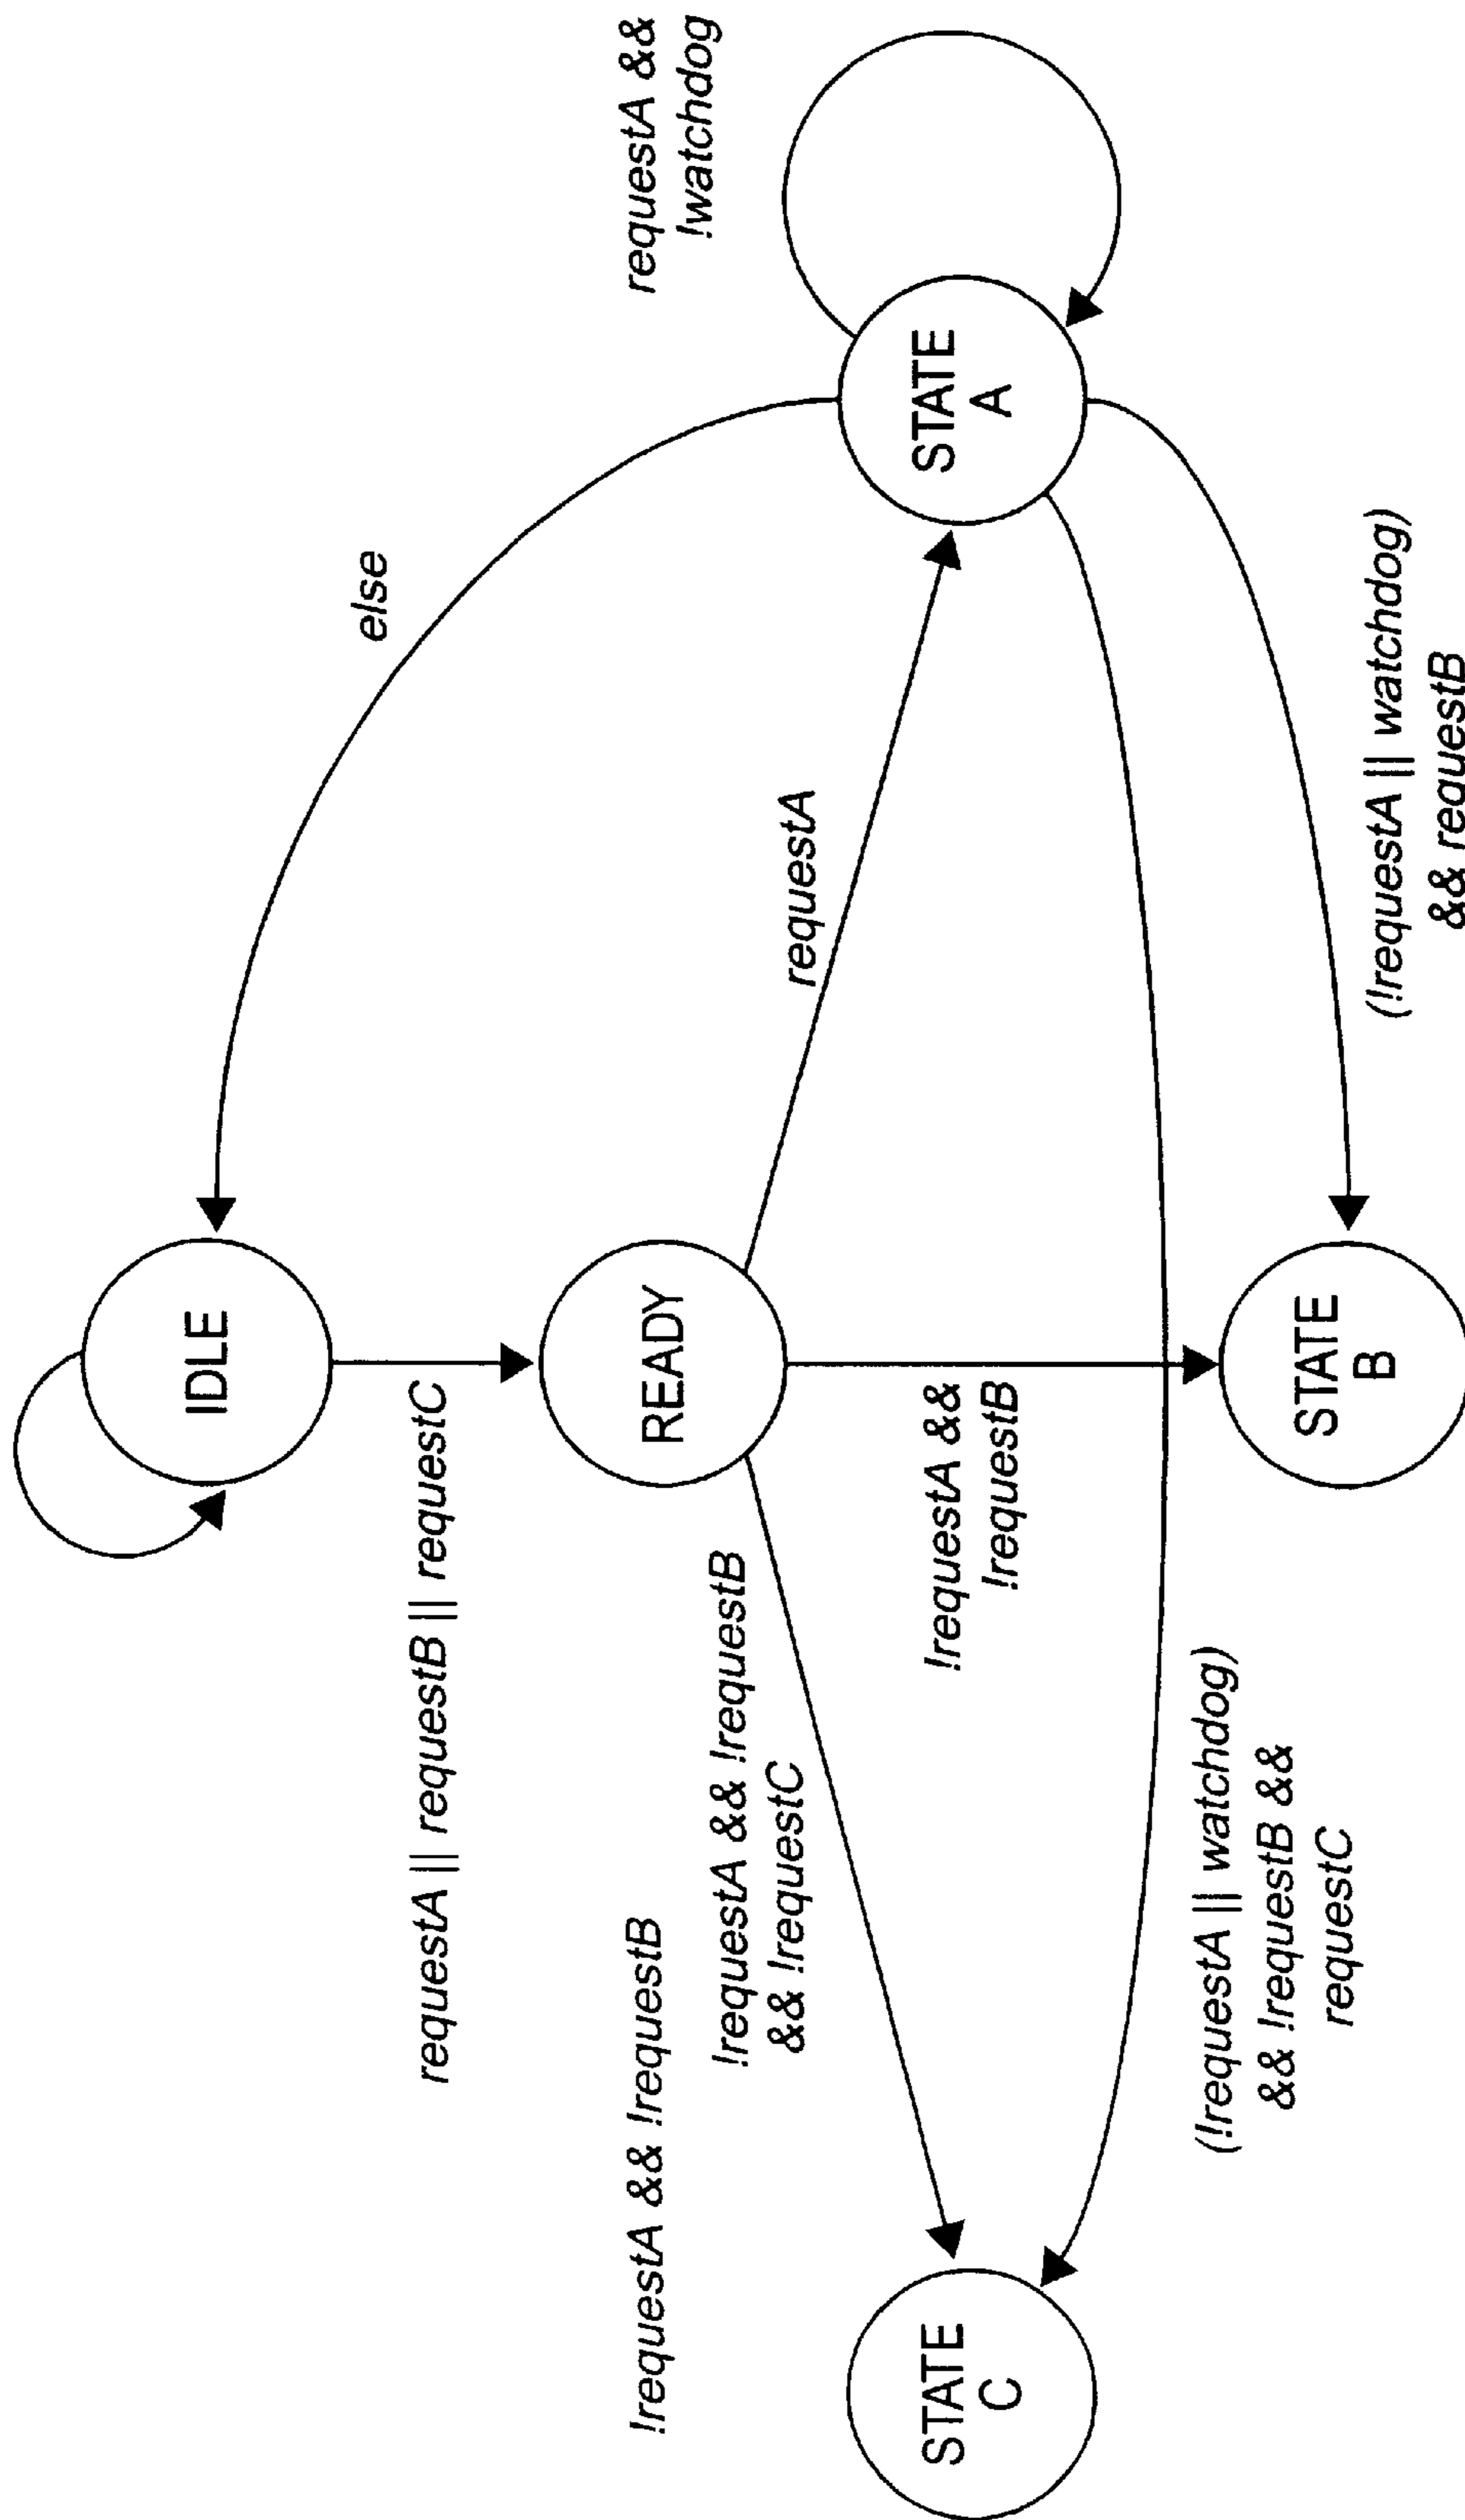 IDLE
else
requestA || requestB || requestC
requestA &&
!watchdog
!requestA && !requestB
READY
!requestA && !requestB
&& !requestC
requestA
STATE
C
!requestA &&
!requestB
STATE
A
(!requestA || watchdog)
&& !requestB &&
requestC
STATE
B
(!requestA || watchdog)
&& requestB